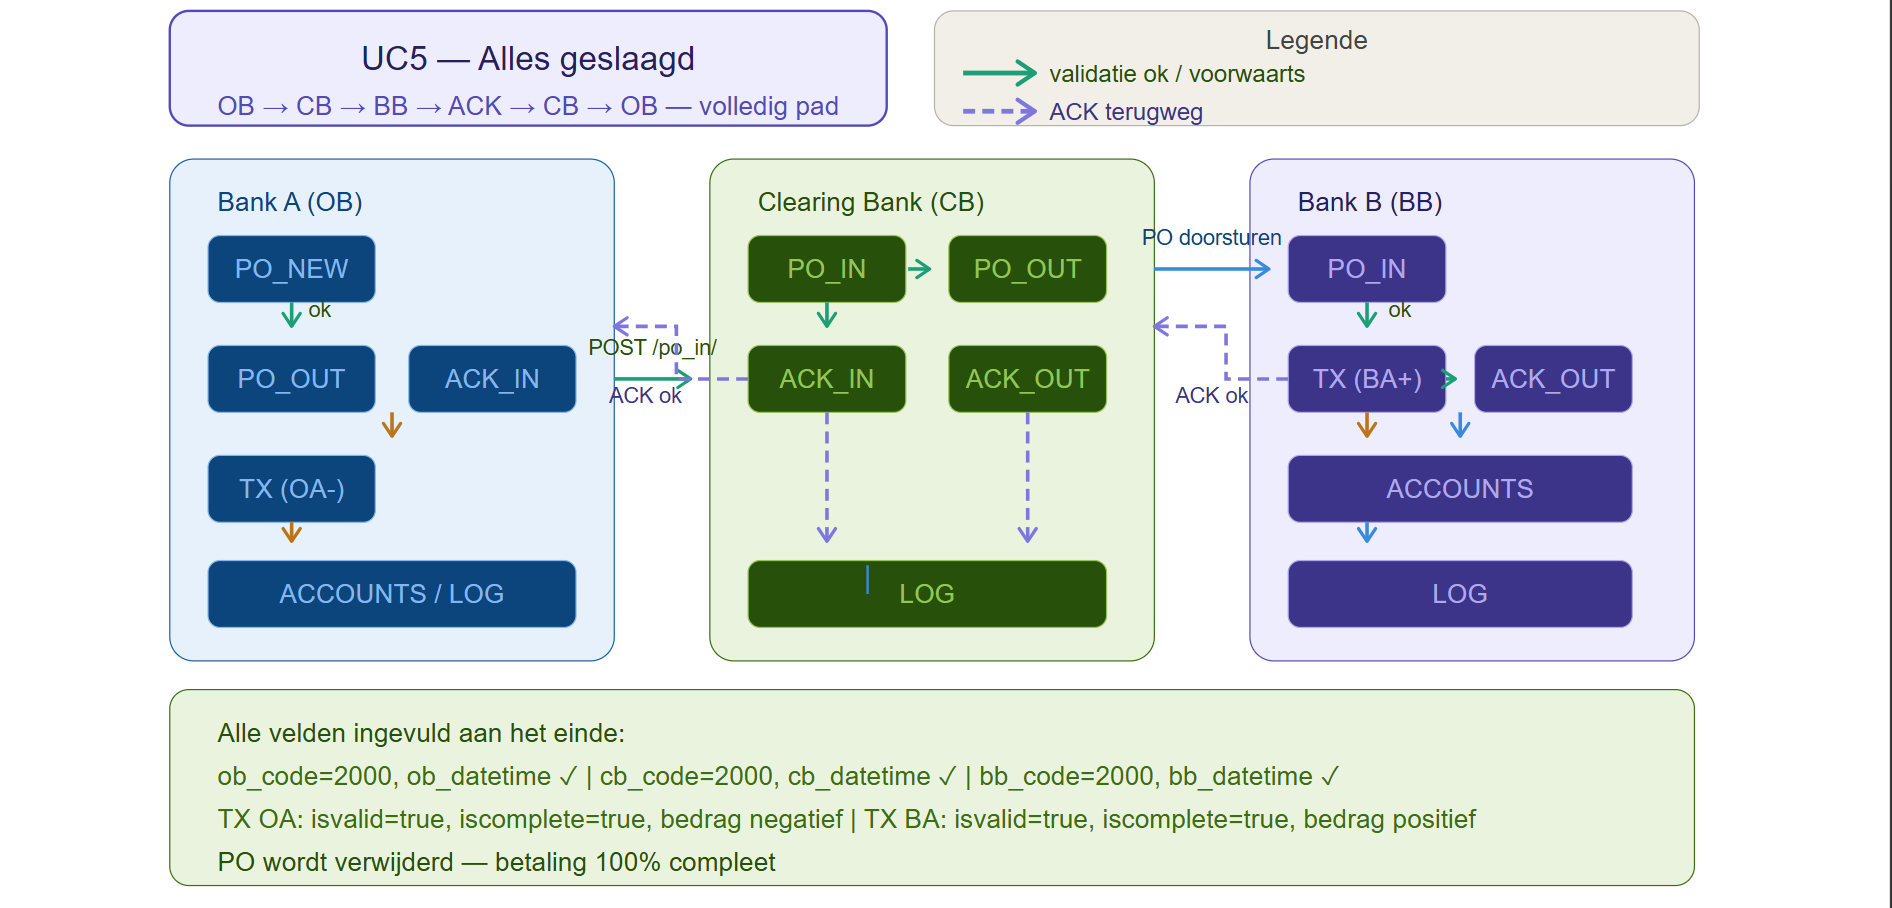 UC5 — Alles geslaagd
OB → CB → BB → ACK → CB → OB — volledig pad
Legende
validatie ok / voorwaarts
ACK terugweg
Bank A (OB)
PO_NEW
ok
PO_OUT
ACK_IN
TX (OA-)
ACCOUNTS / LOG
POST /po_in/
ACK ok
Clearing Bank (CB)
PO_IN
PO_OUT
ACK_IN
ACK_OUT
LOG
PO doorsturen
ACK ok
Bank B (BB)
PO_IN
ok
TX (BA+)
ACK_OUT
ACCOUNTS
LOG
Alle velden ingevuld aan het einde:
ob_code=2000, ob_datetime ✓ | cb_code=2000, cb_datetime ✓ | bb_code=2000, bb_datetime ✓
TX OA: isvalid=true, iscomplete=true, bedrag negatief | TX BA: isvalid=true, iscomplete=true, bedrag positief
PO wordt verwijderd — betaling 100% compleet